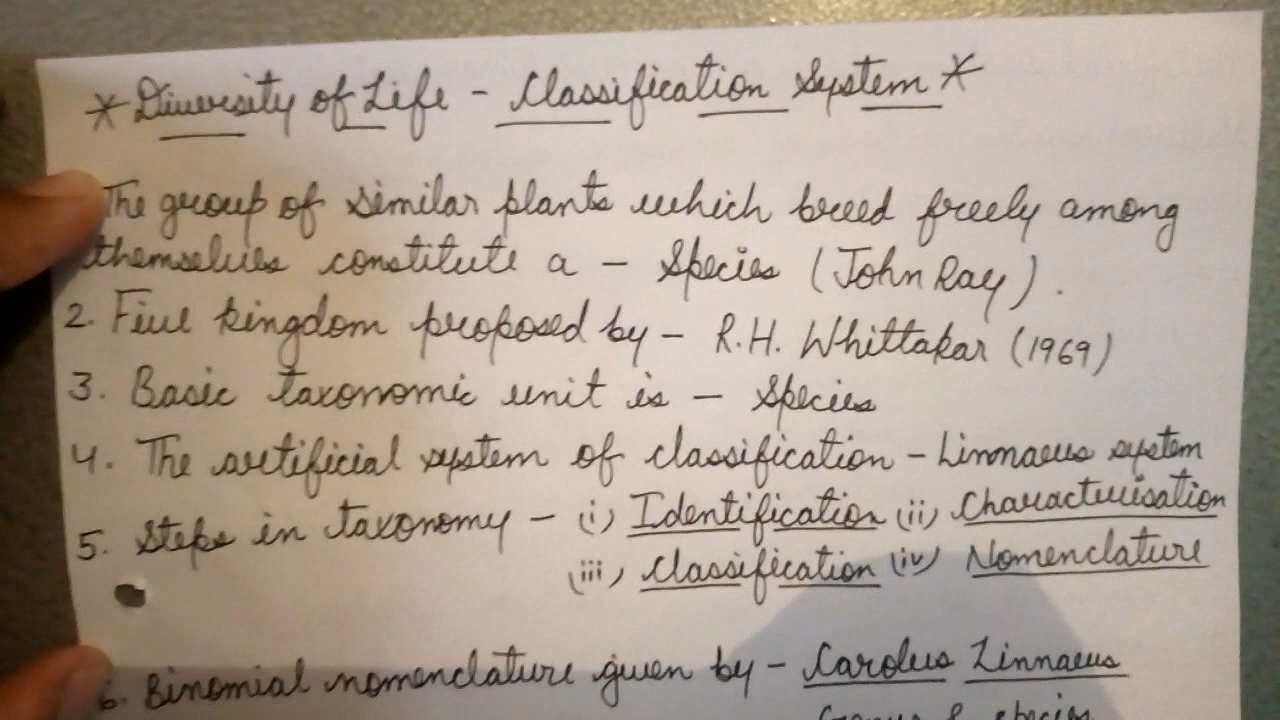 * Diversity of Life - Classification System *
The group of similar plants which breed freely among
themselves constitute a - Species (John Ray).
2. Five kingdom proposed by - R.H. Whittakar (1969)
3. Basic taxonomic unit is - Species
4. The artificial system of classification - Linnaeus system
5. Steps in taxonomy - (i) Identification (ii) Characterisation
(iii) Classification (iv) Nomenclature
6. Binomial nomenclature given by - Carolus Linnaeus
Genus & species